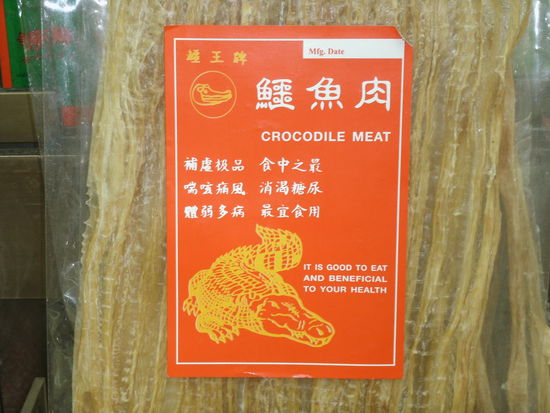 王牌
Mfg. Date
鱷魚肉
CROCODILE MEAT
補虛极品 食中之最
喘咳痛風 消渴糖尿
體弱多病 最宜食用
IT IS GOOD TO EAT
AND BENEFICIAL
TO YOUR HEALTH